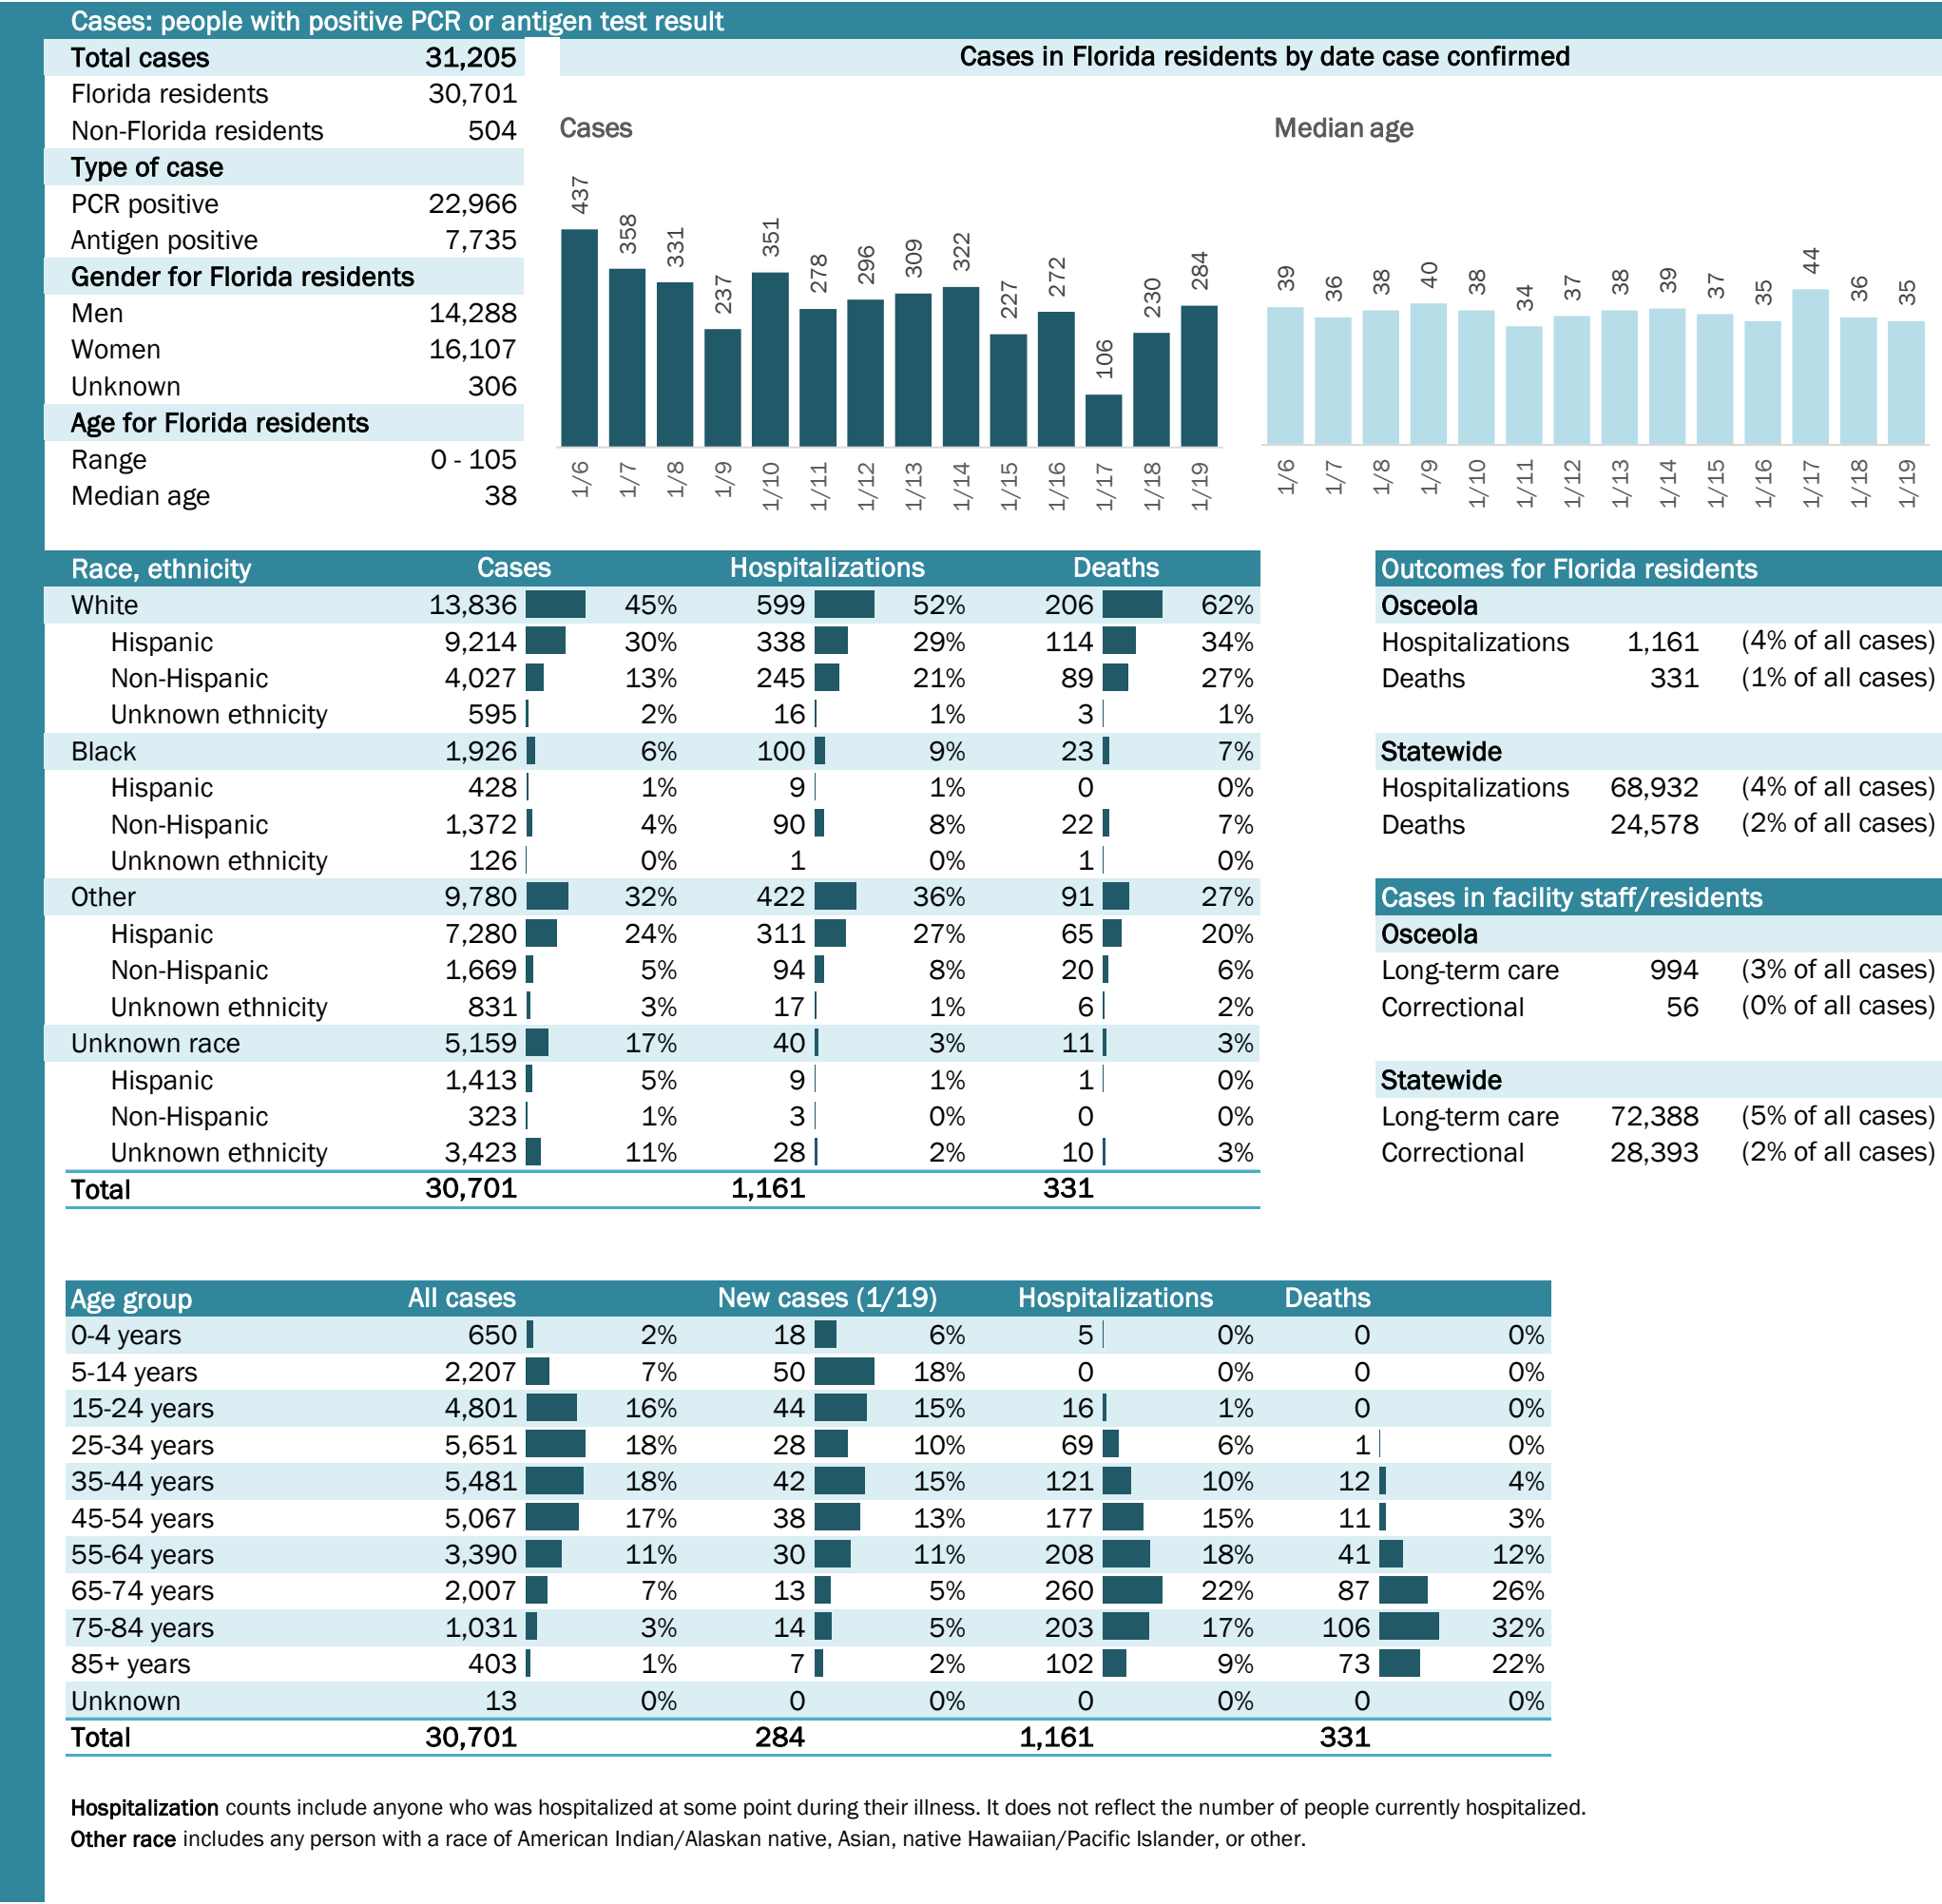 Cases: people with positive PCR or antigen test result
Total cases 31,205
Florida residents 30,701
Non-Florida residents 504
Type of case
PCR positive 22,966
Antigen positive 7,735
Gender for Florida residents
Men 14,288
Women 16,107
Unknown 306
Age for Florida residents
Range 0 - 105
Median age 38
Cases in Florida residents by date case confirmed
Cases
437 358 331 237 351 278 296 309 322 227 272 106 230 284
1/6 1/7 1/8 1/9 1/10 1/11 1/12 1/13 1/14 1/15 1/16 1/17 1/18 1/19
Median age
39 36 38 40 38 34 37 38 39 37 35 44 36 35
1/6 1/7 1/8 1/9 1/10 1/11 1/12 1/13 1/14 1/15 1/16 1/17 1/18 1/19
Race, ethnicity Cases Hospitalizations Deaths
White 13,836 45% 599 52% 206 62%
Hispanic 9,214 30% 338 29% 114 34%
Non-Hispanic 4,027 13% 245 21% 89 27%
Unknown ethnicity 595 2% 16 1% 3 1%
Black 1,926 6% 100 9% 23 7%
Hispanic 428 1% 9 1% 0 0%
Non-Hispanic 1,372 4% 90 8% 22 7%
Unknown ethnicity 126 0% 1 0% 1 0%
Other 9,780 32% 422 36% 91 27%
Hispanic 7,280 24% 311 27% 65 20%
Non-Hispanic 1,669 5% 94 8% 20 6%
Unknown ethnicity 831 3% 17 1% 6 2%
Unknown race 5,159 17% 40 3% 11 3%
Hispanic 1,413 5% 9 1% 1 0%
Non-Hispanic 323 1% 3 0% 0 0%
Unknown ethnicity 3,423 11% 28 2% 10 3%
Total 30,701 1,161 331
Outcomes for Florida residents
Osceola
Hospitalizations 1,161 (4% of all cases)
Deaths 331 (1% of all cases)
Statewide
Hospitalizations 68,932 (4% of all cases)
Deaths 24,578 (2% of all cases)
Cases in facility staff/residents
Osceola
Long-term care 994 (3% of all cases)
Correctional 56 (0% of all cases)
Statewide
Long-term care 72,388 (5% of all cases)
Correctional 28,393 (2% of all cases)
Age group All cases New cases (1/19) Hospitalizations Deaths
0-4 years 650 2% 18 6% 5 0% 0 0%
5-14 years 2,207 7% 50 18% 0 0% 0 0%
15-24 years 4,801 16% 44 15% 16 1% 0 0%
25-34 years 5,651 18% 28 10% 69 6% 1 0%
35-44 years 5,481 18% 42 15% 121 10% 12 4%
45-54 years 5,067 17% 38 13% 177 15% 11 3%
55-64 years 3,390 11% 30 11% 208 18% 41 12%
65-74 years 2,007 7% 13 5% 260 22% 87 26%
75-84 years 1,031 3% 14 5% 203 17% 106 32%
85+ years 403 1% 7 2% 102 9% 73 22%
Unknown 13 0% 0 0% 0 0% 0 0%
Total 30,701 284 1,161 331
Hospitalization counts include anyone who was hospitalized at some point during their illness. It does not reflect the number of people currently hospitalized.
Other race includes any person with a race of American Indian/Alaskan native, Asian, native Hawaiian/Pacific Islander, or other.